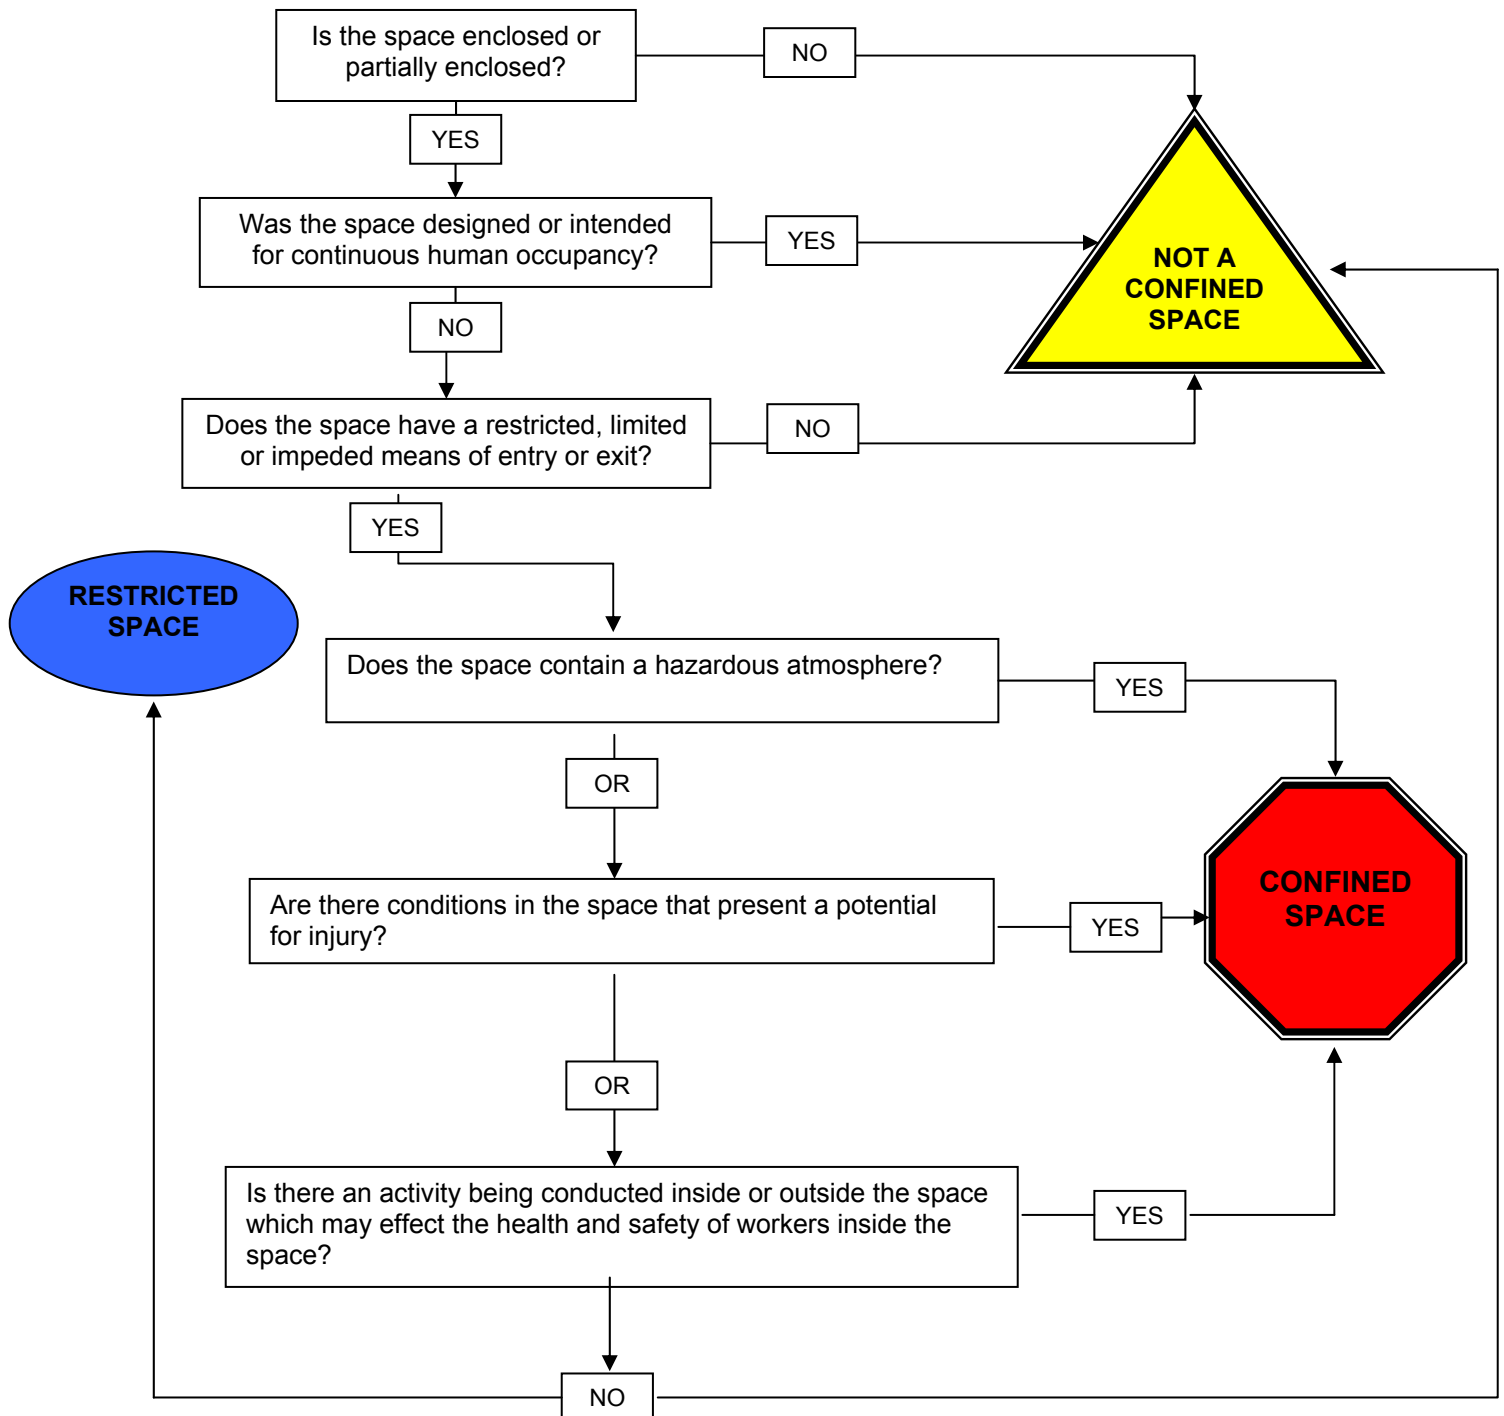 Is the space enclosed or
partially enclosed?
NO
YES
Was the space designed or intended
for continuous human occupancy?
YES
NOT A
CONFINED
SPACE
NO
Does the space have a restricted, limited
or impeded means of entry or exit?
NO
YES
RESTRICTED
SPACE
Does the space contain a hazardous atmosphere?
YES
OR
CONFINED
SPACE
Are there conditions in the space that present a potential
for injury?
YES
OR
Is there an activity being conducted inside or outside the space
which may effect the health and safety of workers inside the
space?
YES
NO